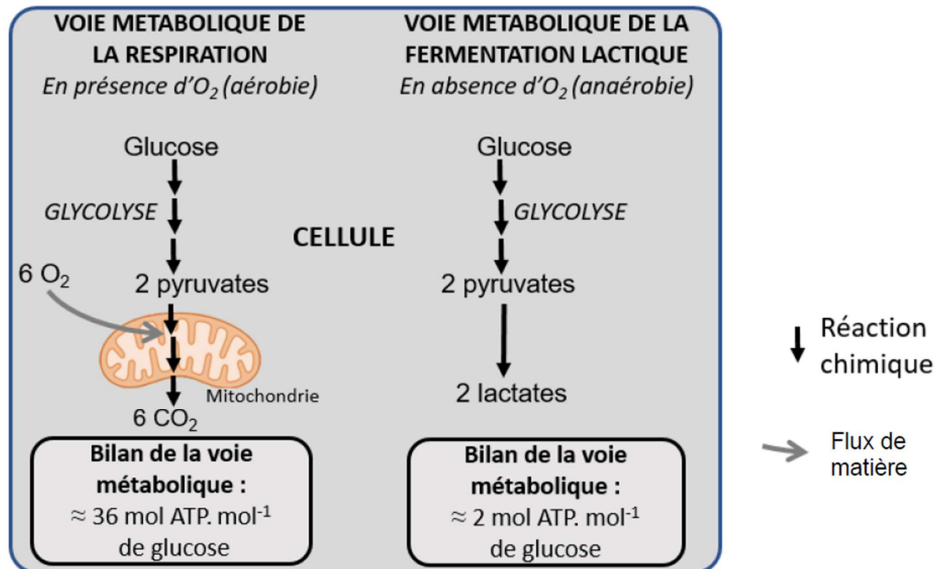 VOIE METABOLIQUE DE
LA RESPIRATION
En présence d’O₂ (aérobie)
Glucose
GLYCOLYSE
6 O₂
2 pyruvates
Mitochondrie
6 CO₂
Bilan de la voie
métabolique :
≈ 36 mol ATP. mol⁻¹
de glucose
CELLULE
VOIE METABOLIQUE DE LA
FERMENTATION LACTIQUE
En absence d’O₂ (anaérobie)
Glucose
GLYCOLYSE
2 pyruvates
2 lactates
Bilan de la voie
métabolique :
≈ 2 mol ATP. mol⁻¹
de glucose
Réaction
chimique
Flux de
matière